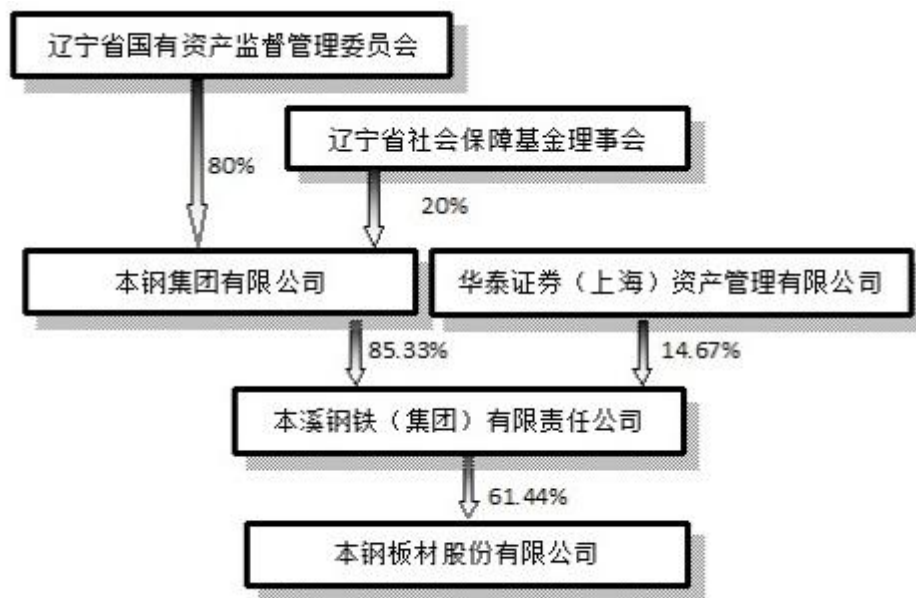 辽宁省国有资产监督管理委员会
辽宁省社会保障基金理事会
80%
20%
本钢集团有限公司
华泰证券（上海）资产管理有限公司
85.33%
14.67%
本溪钢铁（集团）有限责任公司
61.44%
本钢板材股份有限公司